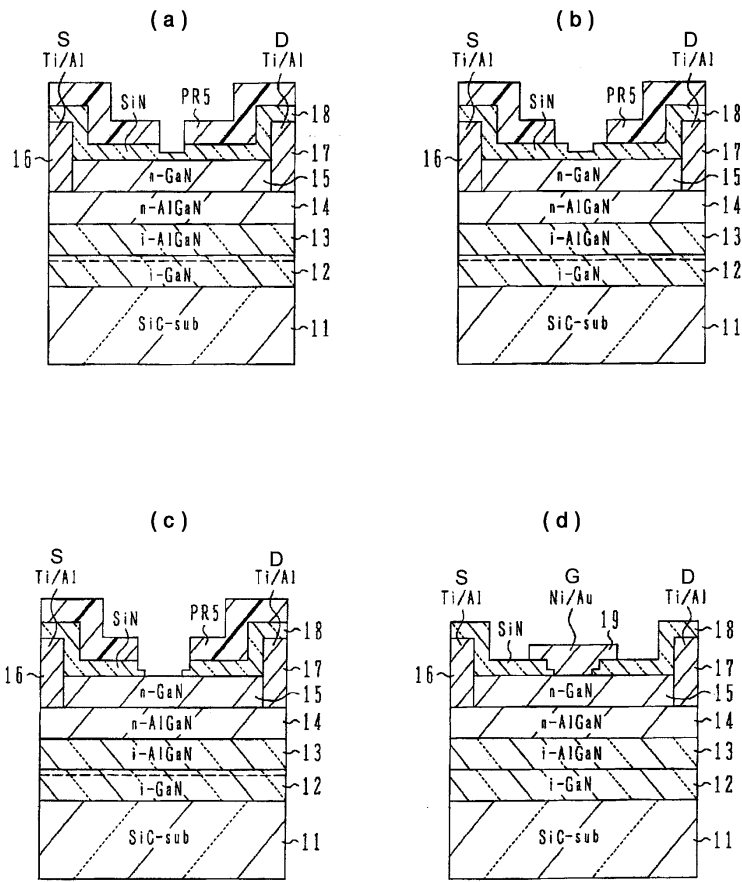 (a)
S
Ti/Al
D
Ti/Al
SiN
PR5
18
16
17
n-GaN
15
n-AlGaN
14
i-AlGaN
13
i-GaN
12
SiC-sub
11
(b)
S
Ti/Al
D
Ti/Al
SiN
PR5
18
16
17
n-GaN
15
n-AlGaN
14
i-AlGaN
13
i-GaN
12
SiC-sub
11
(c)
S
Ti/Al
D
Ti/Al
SiN
PR5
18
16
17
n-GaN
15
n-AlGaN
14
i-AlGaN
13
i-GaN
12
SiC-sub
11
(d)
S
Ti/Al
G
Ni/Au
D
Ti/Al
SiN
19
18
16
17
n-GaN
15
n-AlGaN
14
i-AlGaN
13
i-GaN
12
SiC-sub
11